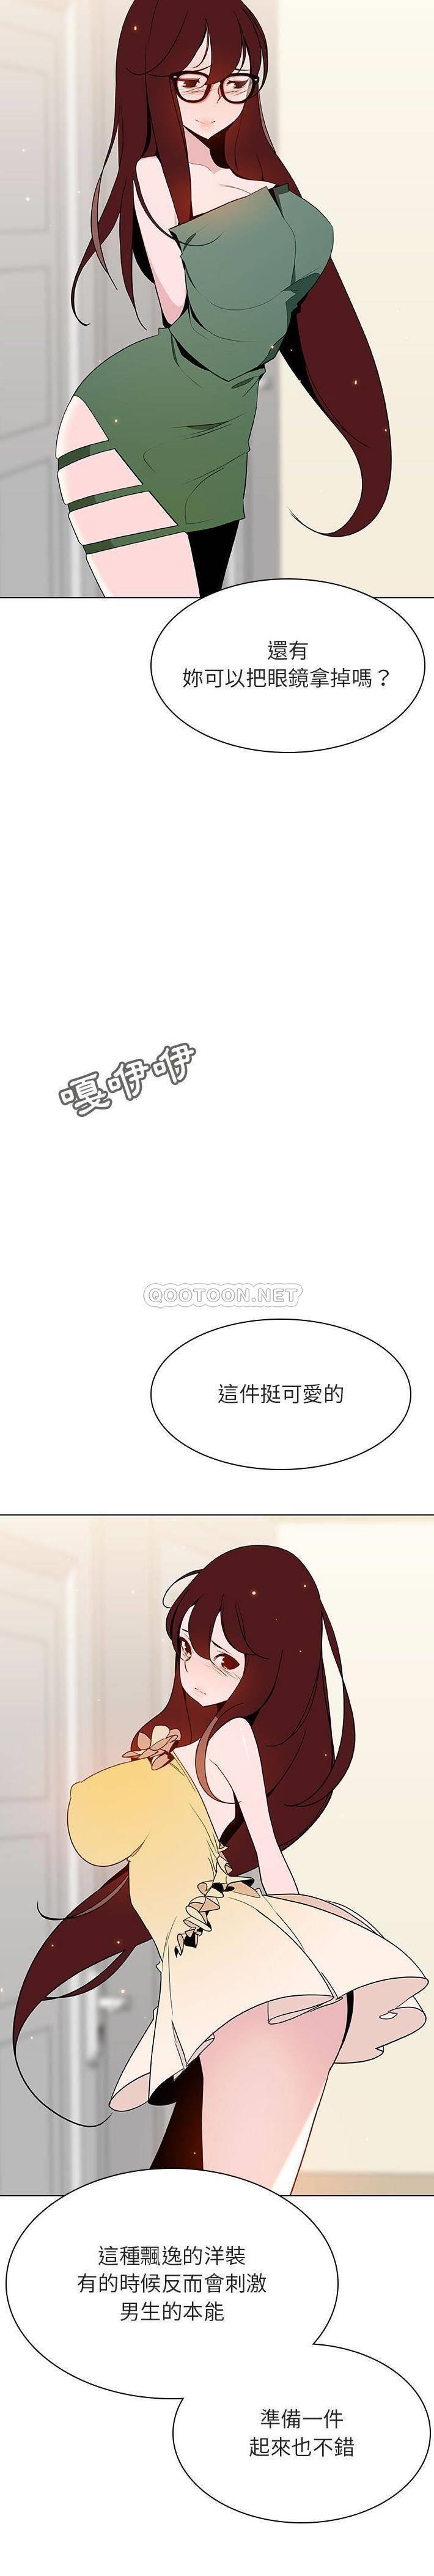 還有
妳可以把眼鏡拿掉嗎？
嘎咿咿
QOOTOON.NET
這件挺可愛的
這種飄逸的洋裝
有的時候反而會刺激
男生的本能
準備一件
起來也不錯